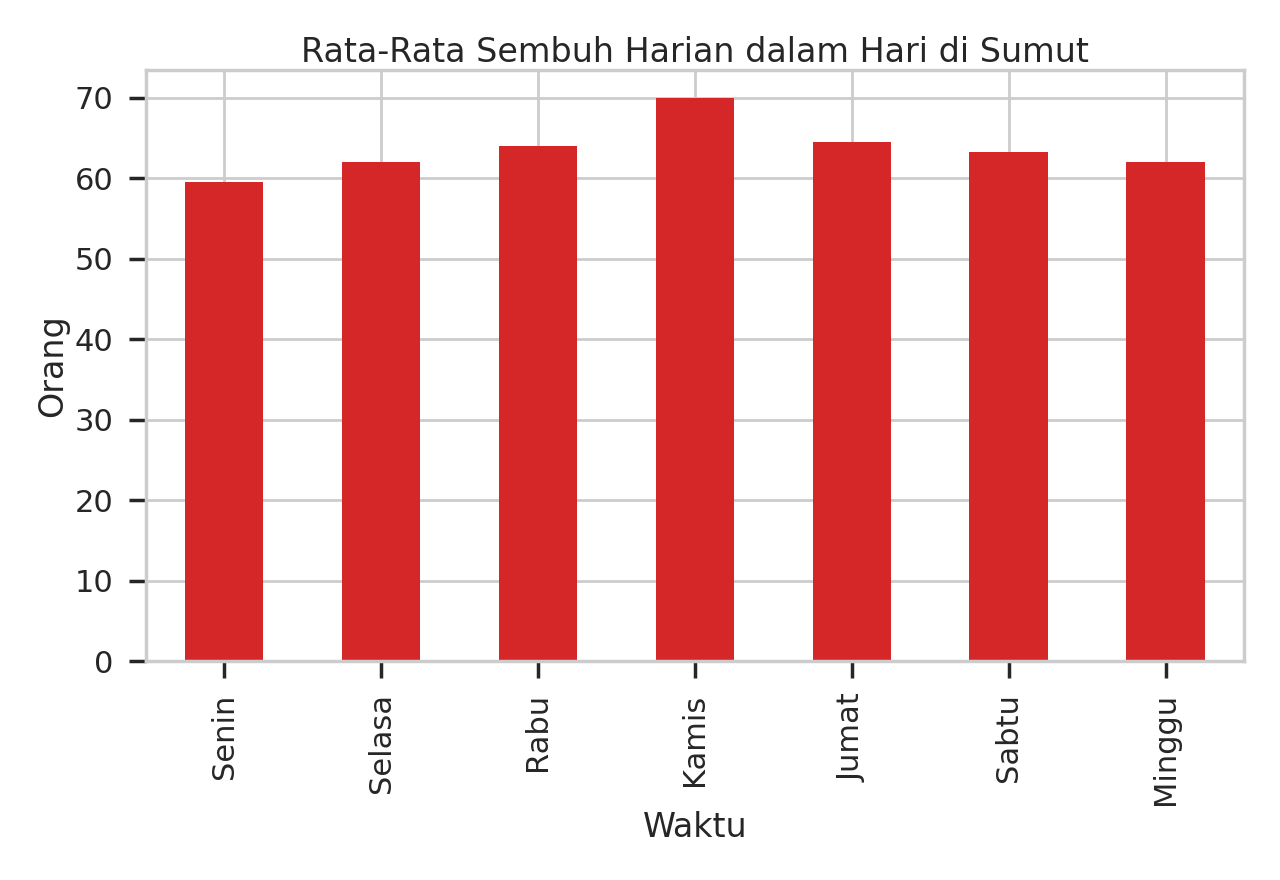 Rata-Rata Sembuh Harian dalam Hari di Sumut
70
60
50
40
30
20
10
0
Orang
Senin
Selasa
Rabu
Kamis
Jumat
Sabtu
Minggu
Waktu